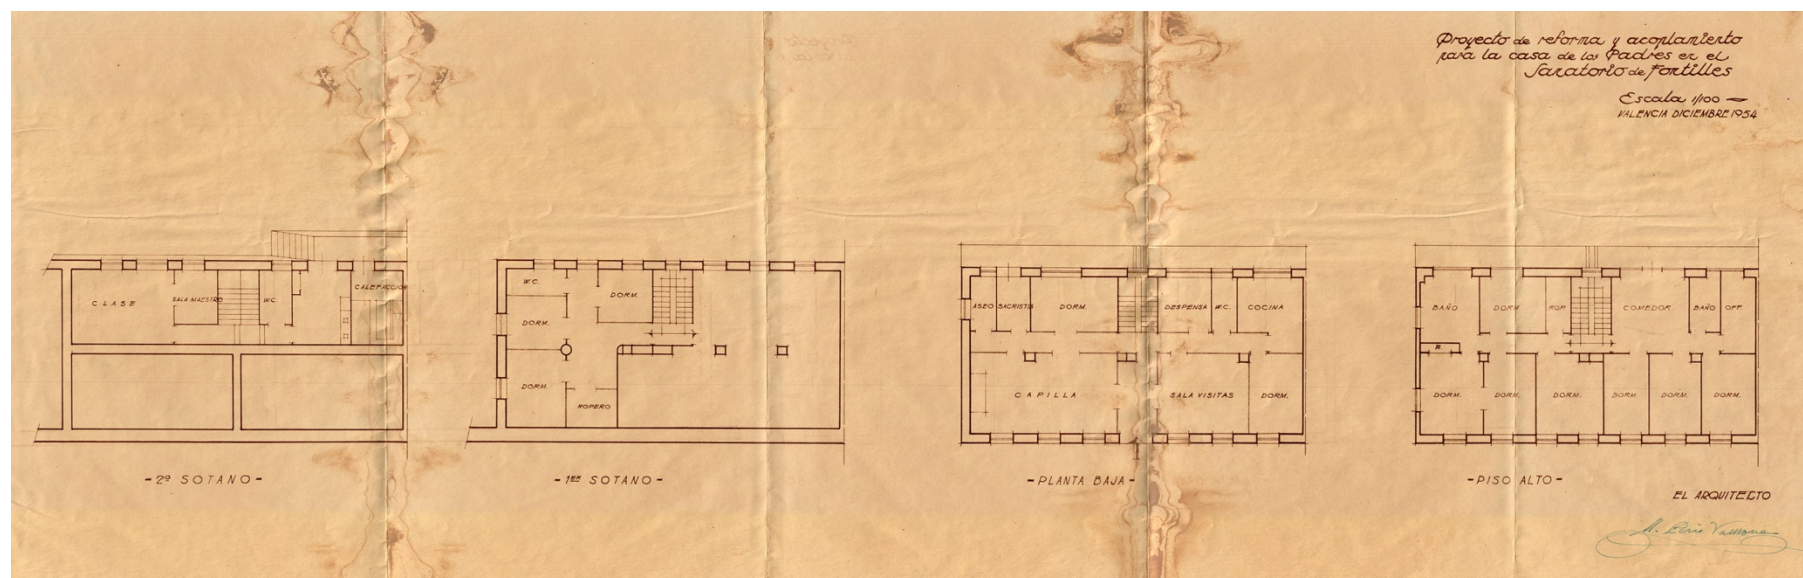 Proyecto de reforma y acoplamiento
para la casa de los Padres en el
Sanatorio de Fontilles
Escala 1/100
VALENCIA DICIEMBRE 1954
CLASE
SALA MAESTRO
W.C.
CALEFACCION
-2º SOTANO-
W.C.
DORM.
DORM.
DORM.
ROPERO
-1er SOTANO-
ASEO
SACRISTIA
DORM.
DESPENSA
W.C.
COCINA
CAPILLA
SALA VISITAS
DORM.
-PLANTA BAJA-
BAÑO
DORM
ROP.
COMEDOR
BAÑO
OFF.
R.
DORM.
DORM.
DORM.
DORM.
DORM.
DORM.
-PISO ALTO-
EL ARQUITECTO